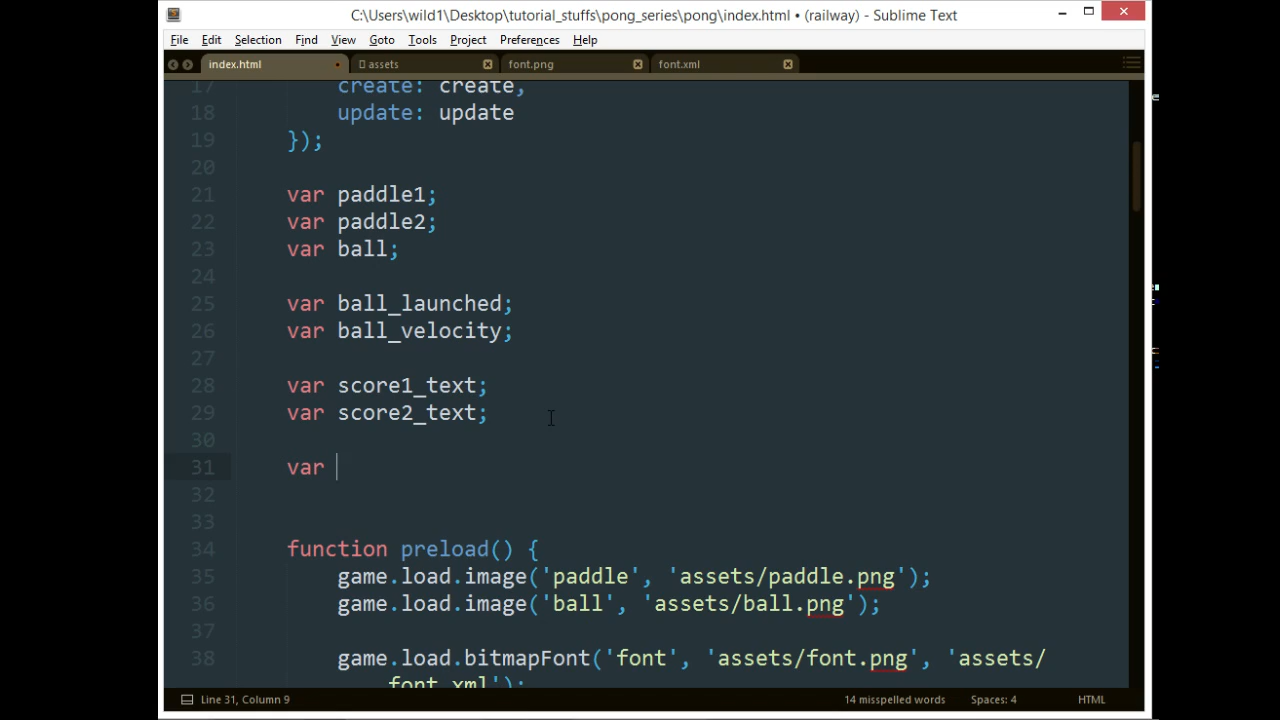 C:\Users\wild1\Desktop\tutorial_stuffs\pong_series\pong\index.html • (railway) - Sublime Text
File Edit Selection Find View Goto Tools Project Preferences Help
index.html assets font.png font.xml
17 create: create,
18 update: update
19 });
20
21 var paddle1;
22 var paddle2;
23 var ball;
24
25 var ball_launched;
26 var ball_velocity;
27
28 var score1_text;
29 var score2_text;
30
31 var
32
33
34 function preload() {
35 game.load.image('paddle', 'assets/paddle.png');
36 game.load.image('ball', 'assets/ball.png');
37
38 game.load.bitmapFont('font', 'assets/font.png', 'assets/
font.xml');
Line 31, Column 9 14 misspelled words Spaces: 4 HTML